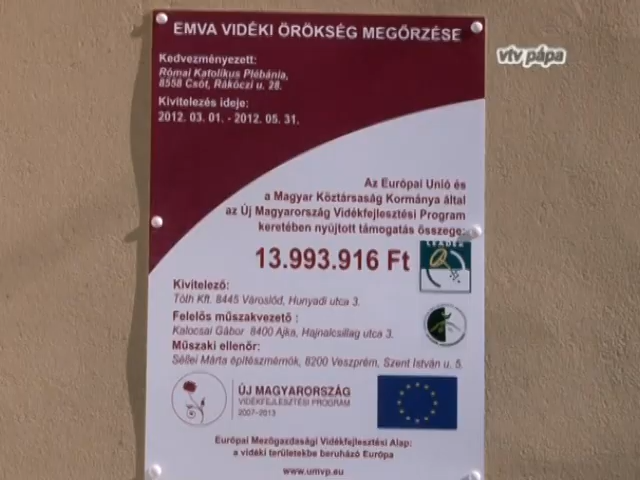 EMVA VIDÉKI ÖRÖKSÉG MEGŐRZÉSE
vtv pápa
Kedvezményezett:
Római Katolikus Plébánia,
8558 Csót, Rákóczi u. 28.
Kivitelezés ideje:
2012. 03. 01. - 2012. 05. 31.
Az Európai Unió és
a Magyar Köztársaság Kormánya által
az Új Magyarország Vidékfejlesztési Program
keretében nyújtott támogatás összege:
13.993.916 Ft
LEADER
Kivitelező:
Tóth Kft. 8445 Városlőd, Hunyadi utca 3.
Felelős műszakvezető :
Kalocsai Gábor 8400 Ajka, Hajnalcsillag utca 3.
Műszaki ellenőr:
Séllei Márta építészmérnök, 8200 Veszprém, Szent István u. 5.
ÚJ MAGYARORSZÁG
VIDÉKFEJLESZTÉSI PROGRAM
2007-2013
Európai Mezőgazdasági Vidékfejlesztési Alap:
a vidéki területekbe beruházó Európa
www.umvp.eu